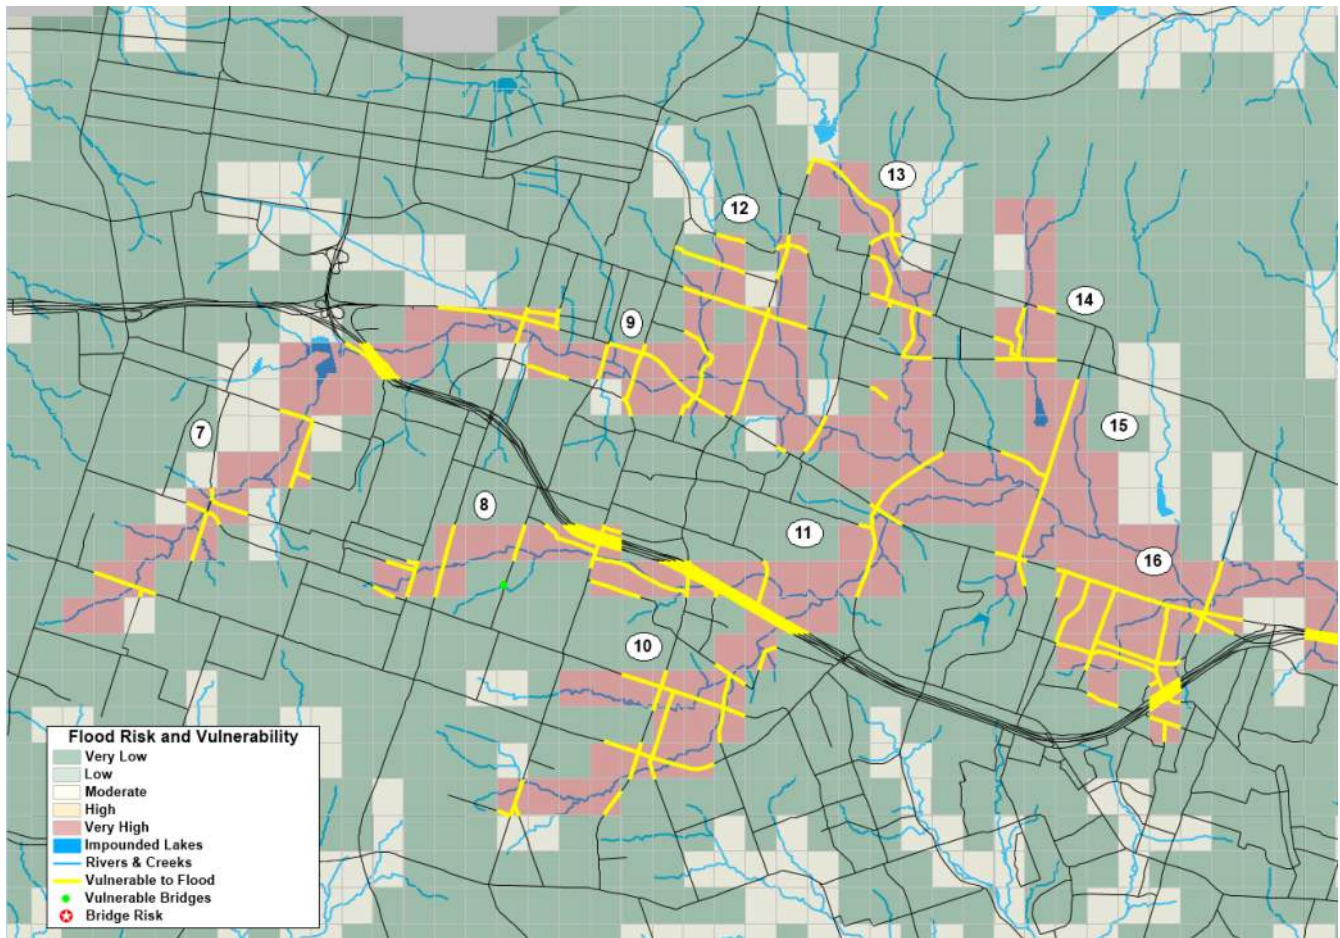 13
12
14
9
15
7
8
11
16
10
Flood Risk and Vulnerability
Very Low
Low
Moderate
High
Very High
Impounded Lakes
Rivers & Creeks
Vulnerable to Flood
Vulnerable Bridges
Bridge Risk